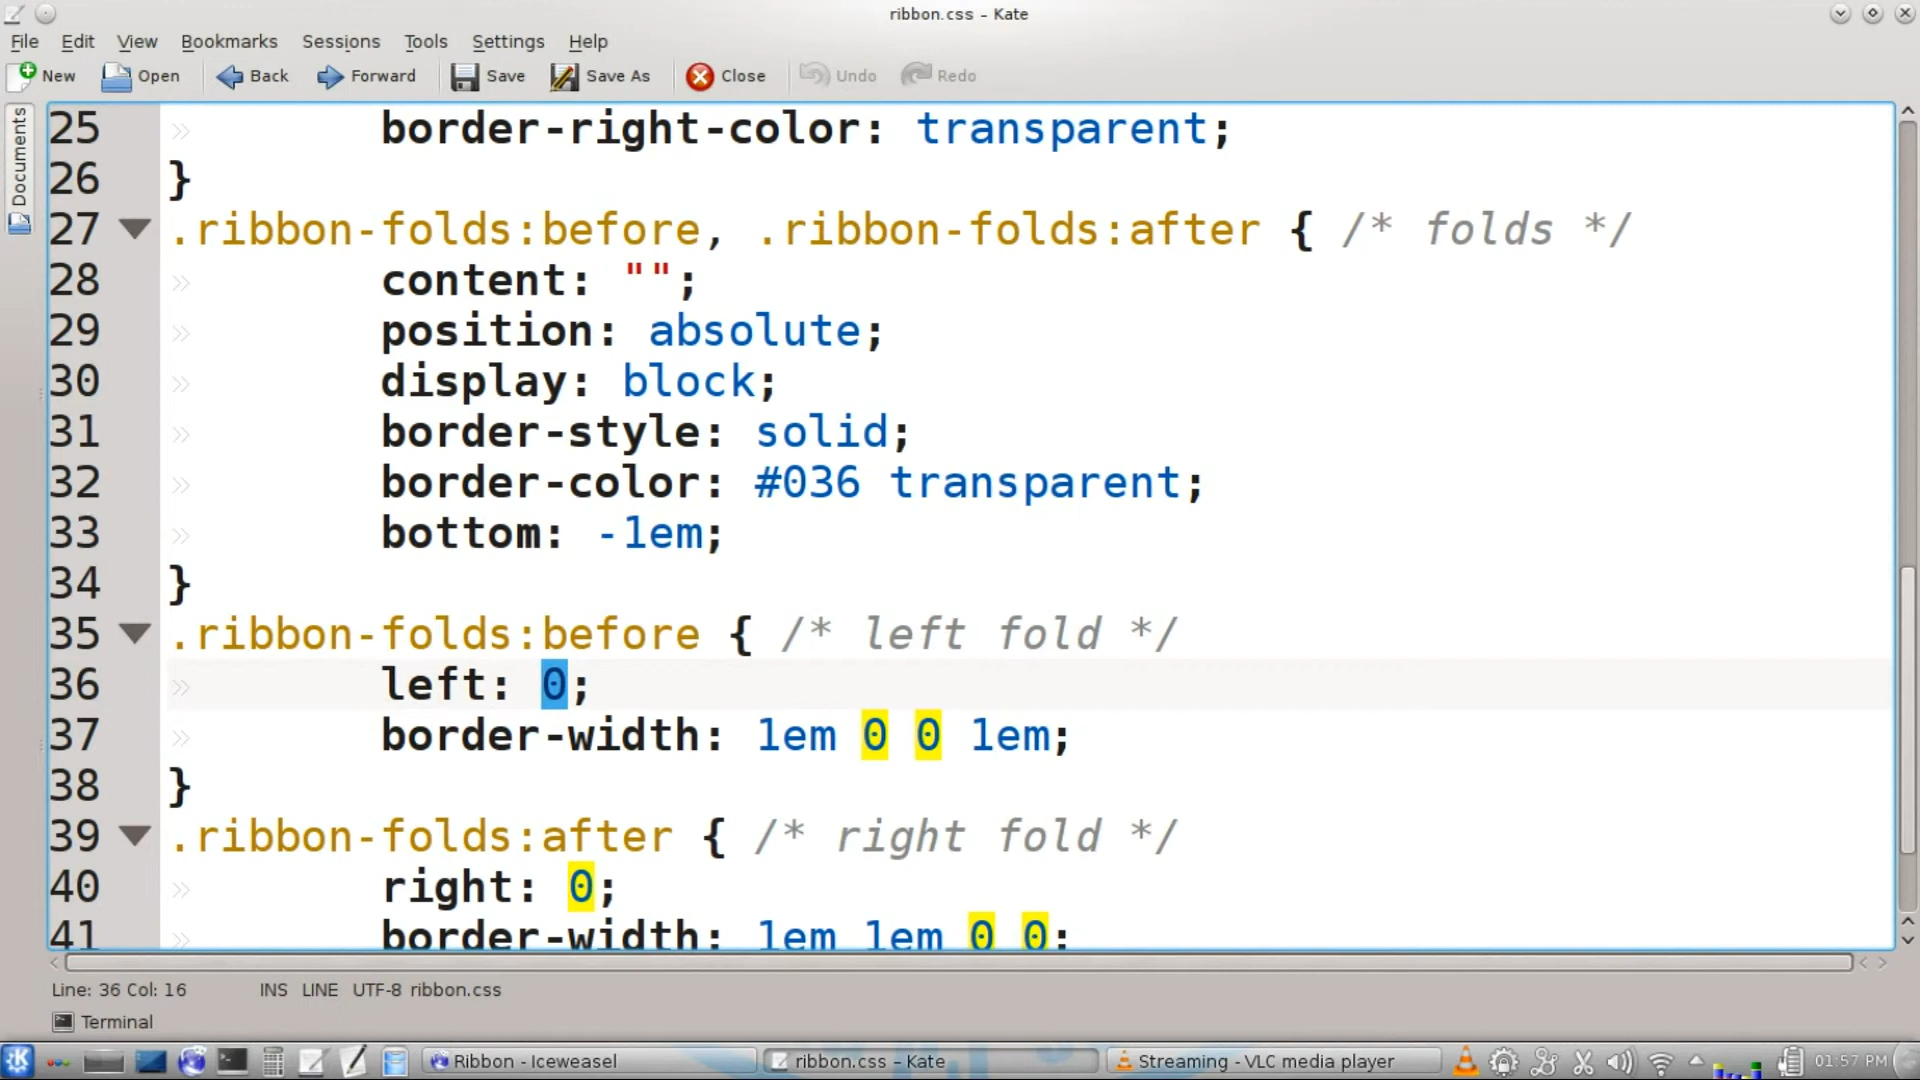 ribbon.css – Kate
File Edit View Bookmarks Sessions Tools Settings Help
New Open Back Forward Save Save As Close Undo Redo
Documents
25 » border-right-color: transparent;
26 }
27 .ribbon-folds:before, .ribbon-folds:after { /* folds */
28 » content: "";
29 » position: absolute;
30 » display: block;
31 » border-style: solid;
32 » border-color: #036 transparent;
33 » bottom: -1em;
34 }
35 .ribbon-folds:before { /* left fold */
36 » left: 0;
37 » border-width: 1em 0 0 1em;
38 }
39 .ribbon-folds:after { /* right fold */
40 » right: 0;
41 » border-width: 1em 1em 0 0;
Line: 36 Col: 16 INS LINE UTF-8 ribbon.css
Terminal
Ribbon - Iceweasel ribbon.css – Kate Streaming - VLC media player 01:57 PM